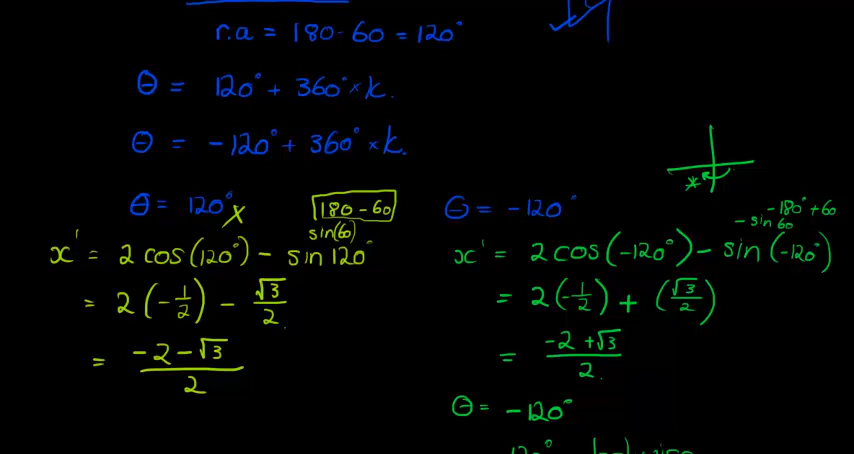 r.a = 180 - 60 = 120°
θ = 120° + 360° × k.
θ = -120° + 360° × k.
θ = 120° x
180 - 60
sin(60)
x' = 2 cos(120°) - sin 120°
= 2(-1/2) - √3/2.
= (-2 - √3)/2
*
θ = -120°
-180° + 60
- sin 60
x' = 2 cos(-120°) - sin(-120°)
= 2(-1/2) + (√3/2)
= (-2 + √3)/2.
θ = -120°